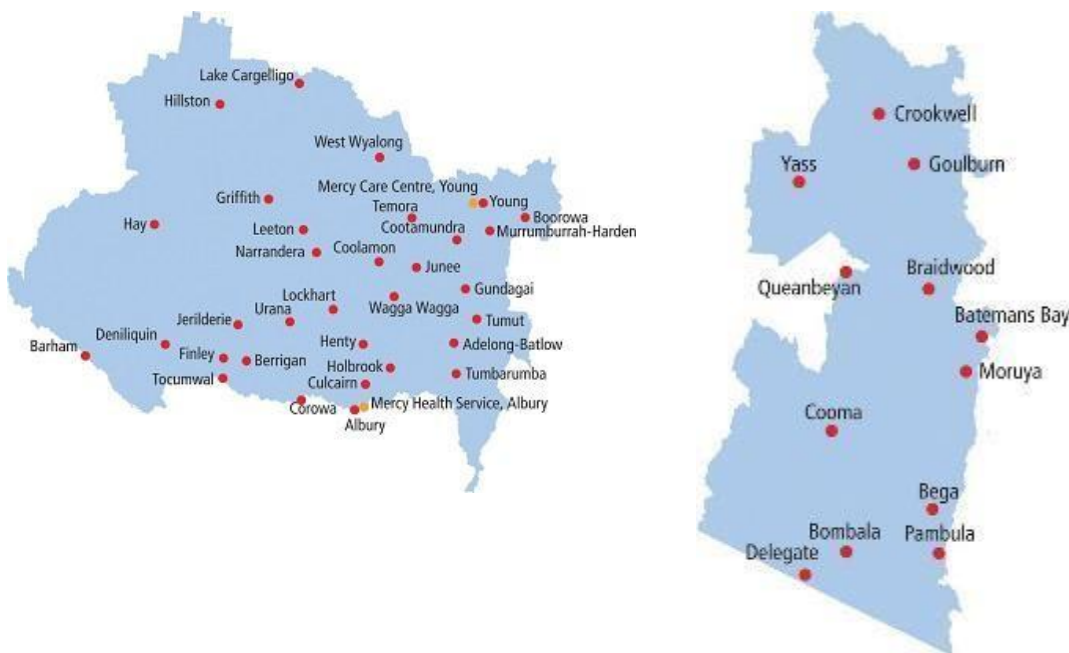 Lake Cargelligo
Hillston
West Wyalong
Mercy Care Centre, Young
Griffith
Young
Temora
Boorowa
Hay
Leeton
Cootamundra
Murrumburrah-Harden
Narrandera
Coolamon
Junee
Gundagai
Lockhart
Urana
Wagga Wagga
Jerilderie
Tumut
Deniliquin
Henty
Adelong-Batlow
Barham
Finley
Berrigan
Holbrook
Tumbarumba
Tocumwal
Culcairn
Corowa
Mercy Health Service, Albury
Albury
Crookwell
Yass
Goulburn
Queanbeyan
Braidwood
Batemans Bay
Moruya
Cooma
Bega
Bombala
Pambula
Delegate